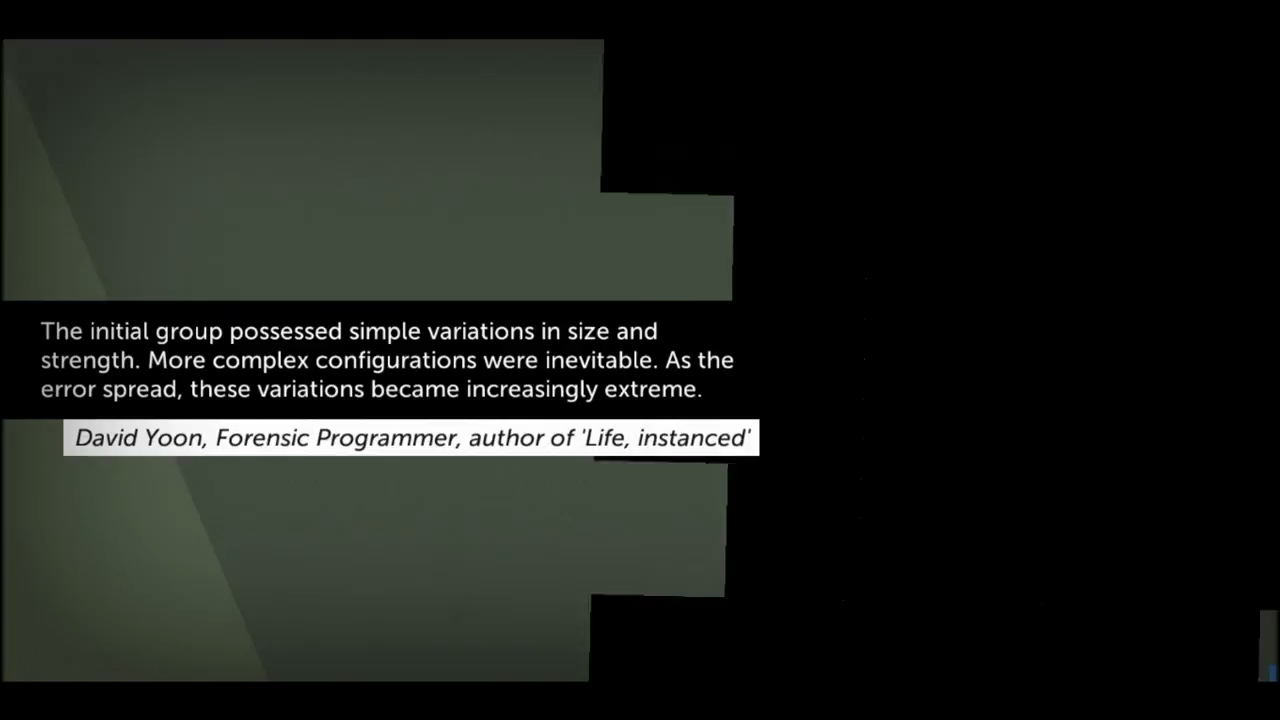 The initial group possessed simple variations in size and
strength. More complex configurations were inevitable. As the
error spread, these variations became increasingly extreme.
David Yoon, Forensic Programmer, author of 'Life, instanced'